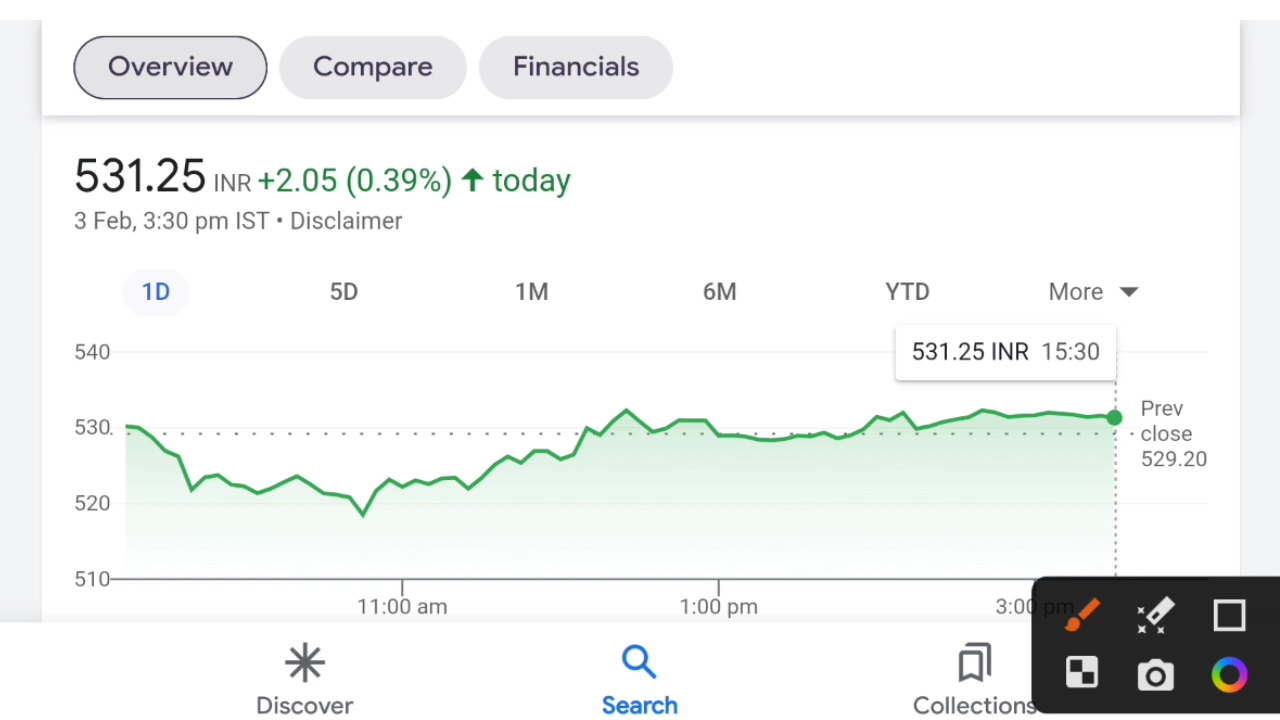 Overview Compare Financials
531.25 INR +2.05 (0.39%) ↑ today
3 Feb, 3:30 pm IST • Disclaimer
1D 5D 1M 6M YTD More
531.25 INR 15:30
540
530
520
510
Prev
close
529.20
11:00 am 1:00 pm 3:00 pm
Discover Search Collections